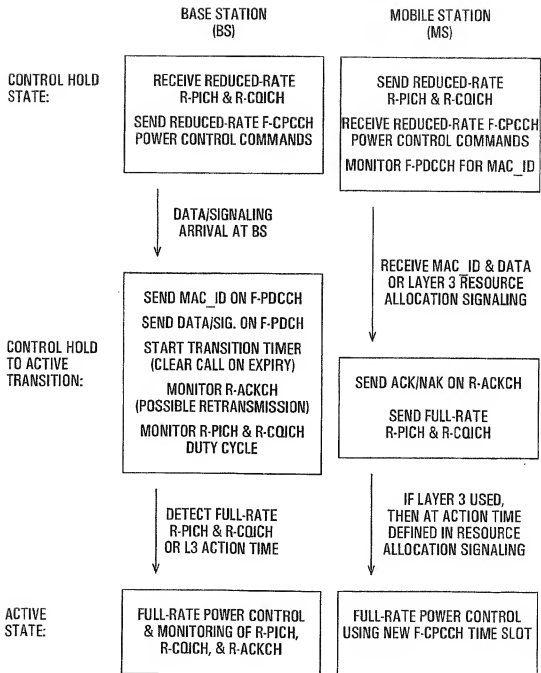 BASE STATION
(BS)
MOBILE STATION
(MS)
CONTROL HOLD
STATE:
RECEIVE REDUCED-RATE
R-PICH & R-CQICH
SEND REDUCED-RATE F-CPCCH
POWER CONTROL COMMANDS
SEND REDUCED-RATE
R-PICH & R-CQICH
RECEIVE REDUCED-RATE F-CPCCH
POWER CONTROL COMMANDS
MONITOR F-PDCCH FOR MAC_ID
DATA/SIGNALING
ARRIVAL AT BS
RECEIVE MAC_ID & DATA
OR LAYER 3 RESOURCE
ALLOCATION SIGNALING
CONTROL HOLD
TO ACTIVE
TRANSITION:
SEND MAC_ID ON F-PDCCH
SEND DATA/SIG. ON F-PDCH
START TRANSITION TIMER
(CLEAR CALL ON EXPIRY)
MONITOR R-ACKCH
(POSSIBLE RETRANSMISSION)
MONITOR R-PICH & R-CQICH
DUTY CYCLE
SEND ACK/NAK ON R-ACKCH
SEND FULL-RATE
R-PICH & R-CQICH
DETECT FULL-RATE
R-PICH & R-CQICH
OR L3 ACTION TIME
IF LAYER 3 USED,
THEN AT ACTION TIME
DEFINED IN RESOURCE
ALLOCATION SIGNALING
ACTIVE
STATE:
FULL-RATE POWER CONTROL
& MONITORING OF R-PICH,
R-CQICH, & R-ACKCH
FULL-RATE POWER CONTROL
USING NEW F-CPCCH TIME SLOT